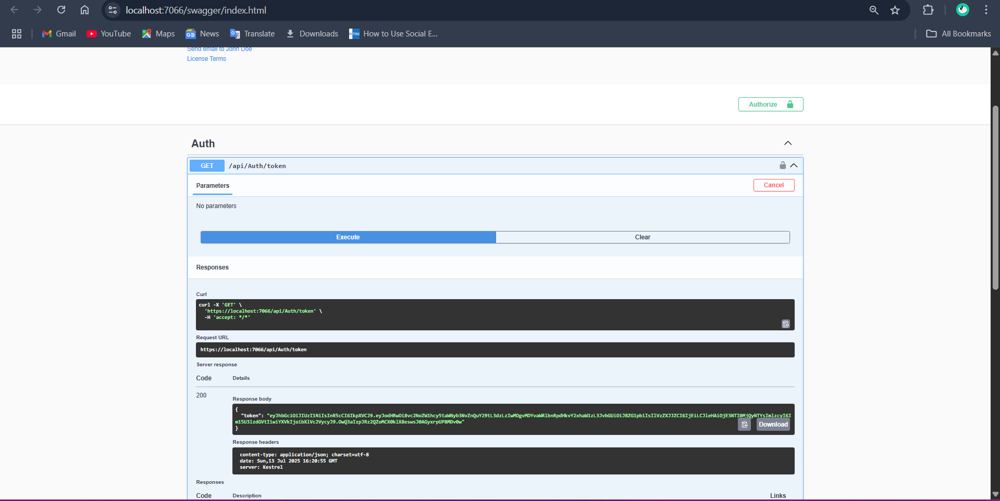 localhost:7066/swagger/index.html
Gmail YouTube Maps News Translate Downloads How to Use Social E... All Bookmarks
Send email to John Doe
License Terms
Authorize
Auth
GET /api/Auth/token
Parameters Cancel
No parameters
Execute Clear
Responses
Curl
curl -X 'GET' \
'https://localhost:7066/api/Auth/token' \
-H 'accept: */*'
Request URL
https://localhost:7066/api/Auth/token
Server response
Code Details
200
Response body
{
"token":
}
Download
Response headers
content-type: application/json; charset=utf-8
date: Sun,13 Jul 2025 16:20:55 GMT
server: Kestrel
Responses
Code Description Links